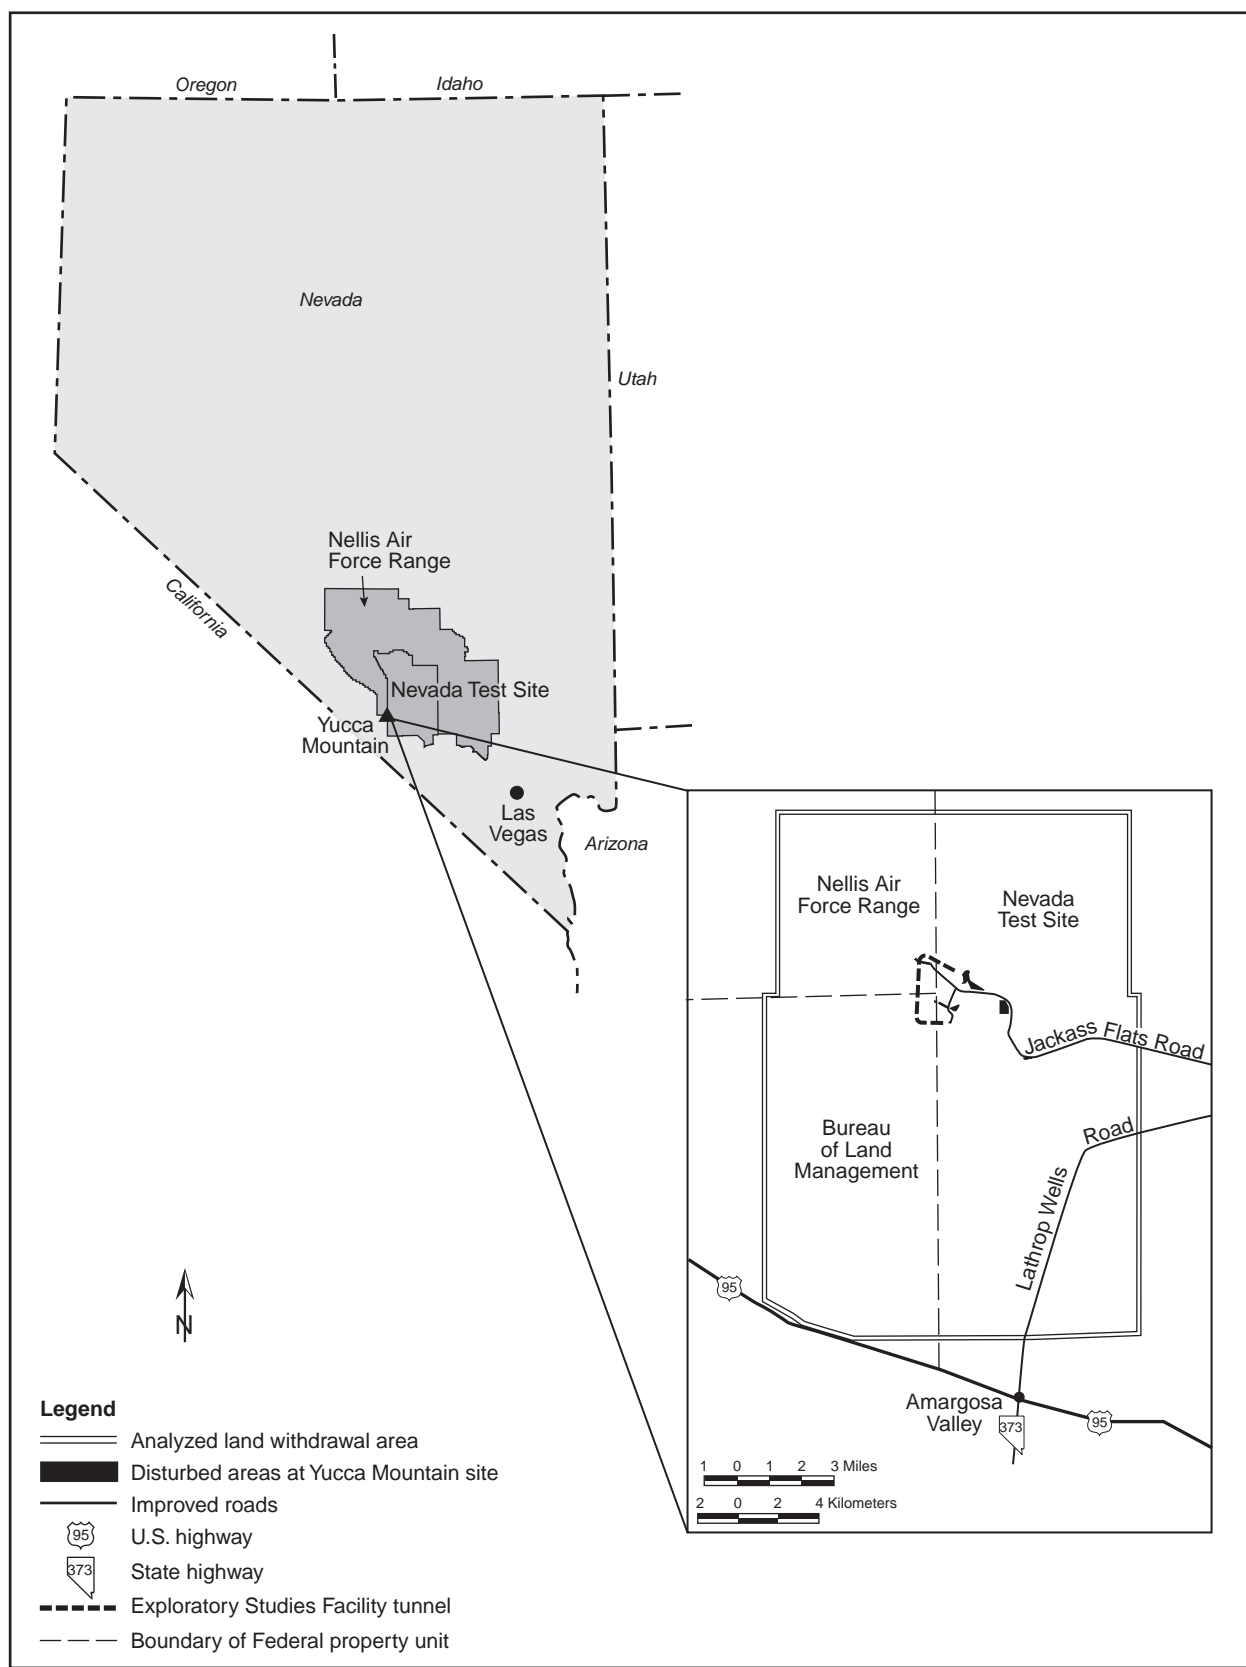 Oregon
Idaho
Nevada
Utah
Nellis Air
Force Range
California
Nevada Test Site
Yucca
Mountain
Las
Vegas
Arizona
Nellis Air
Force Range
Nevada
Test Site
Jackass Flats Road
Bureau
of Land
Management
Lathrop Wells
Road
95
Amargosa
Valley
373
95
1 0 1 2 3 Miles
2 0 2 4 Kilometers
N
Legend
Analyzed land withdrawal area
Disturbed areas at Yucca Mountain site
Improved roads
95 U.S. highway
373 State highway
Exploratory Studies Facility tunnel
Boundary of Federal property unit